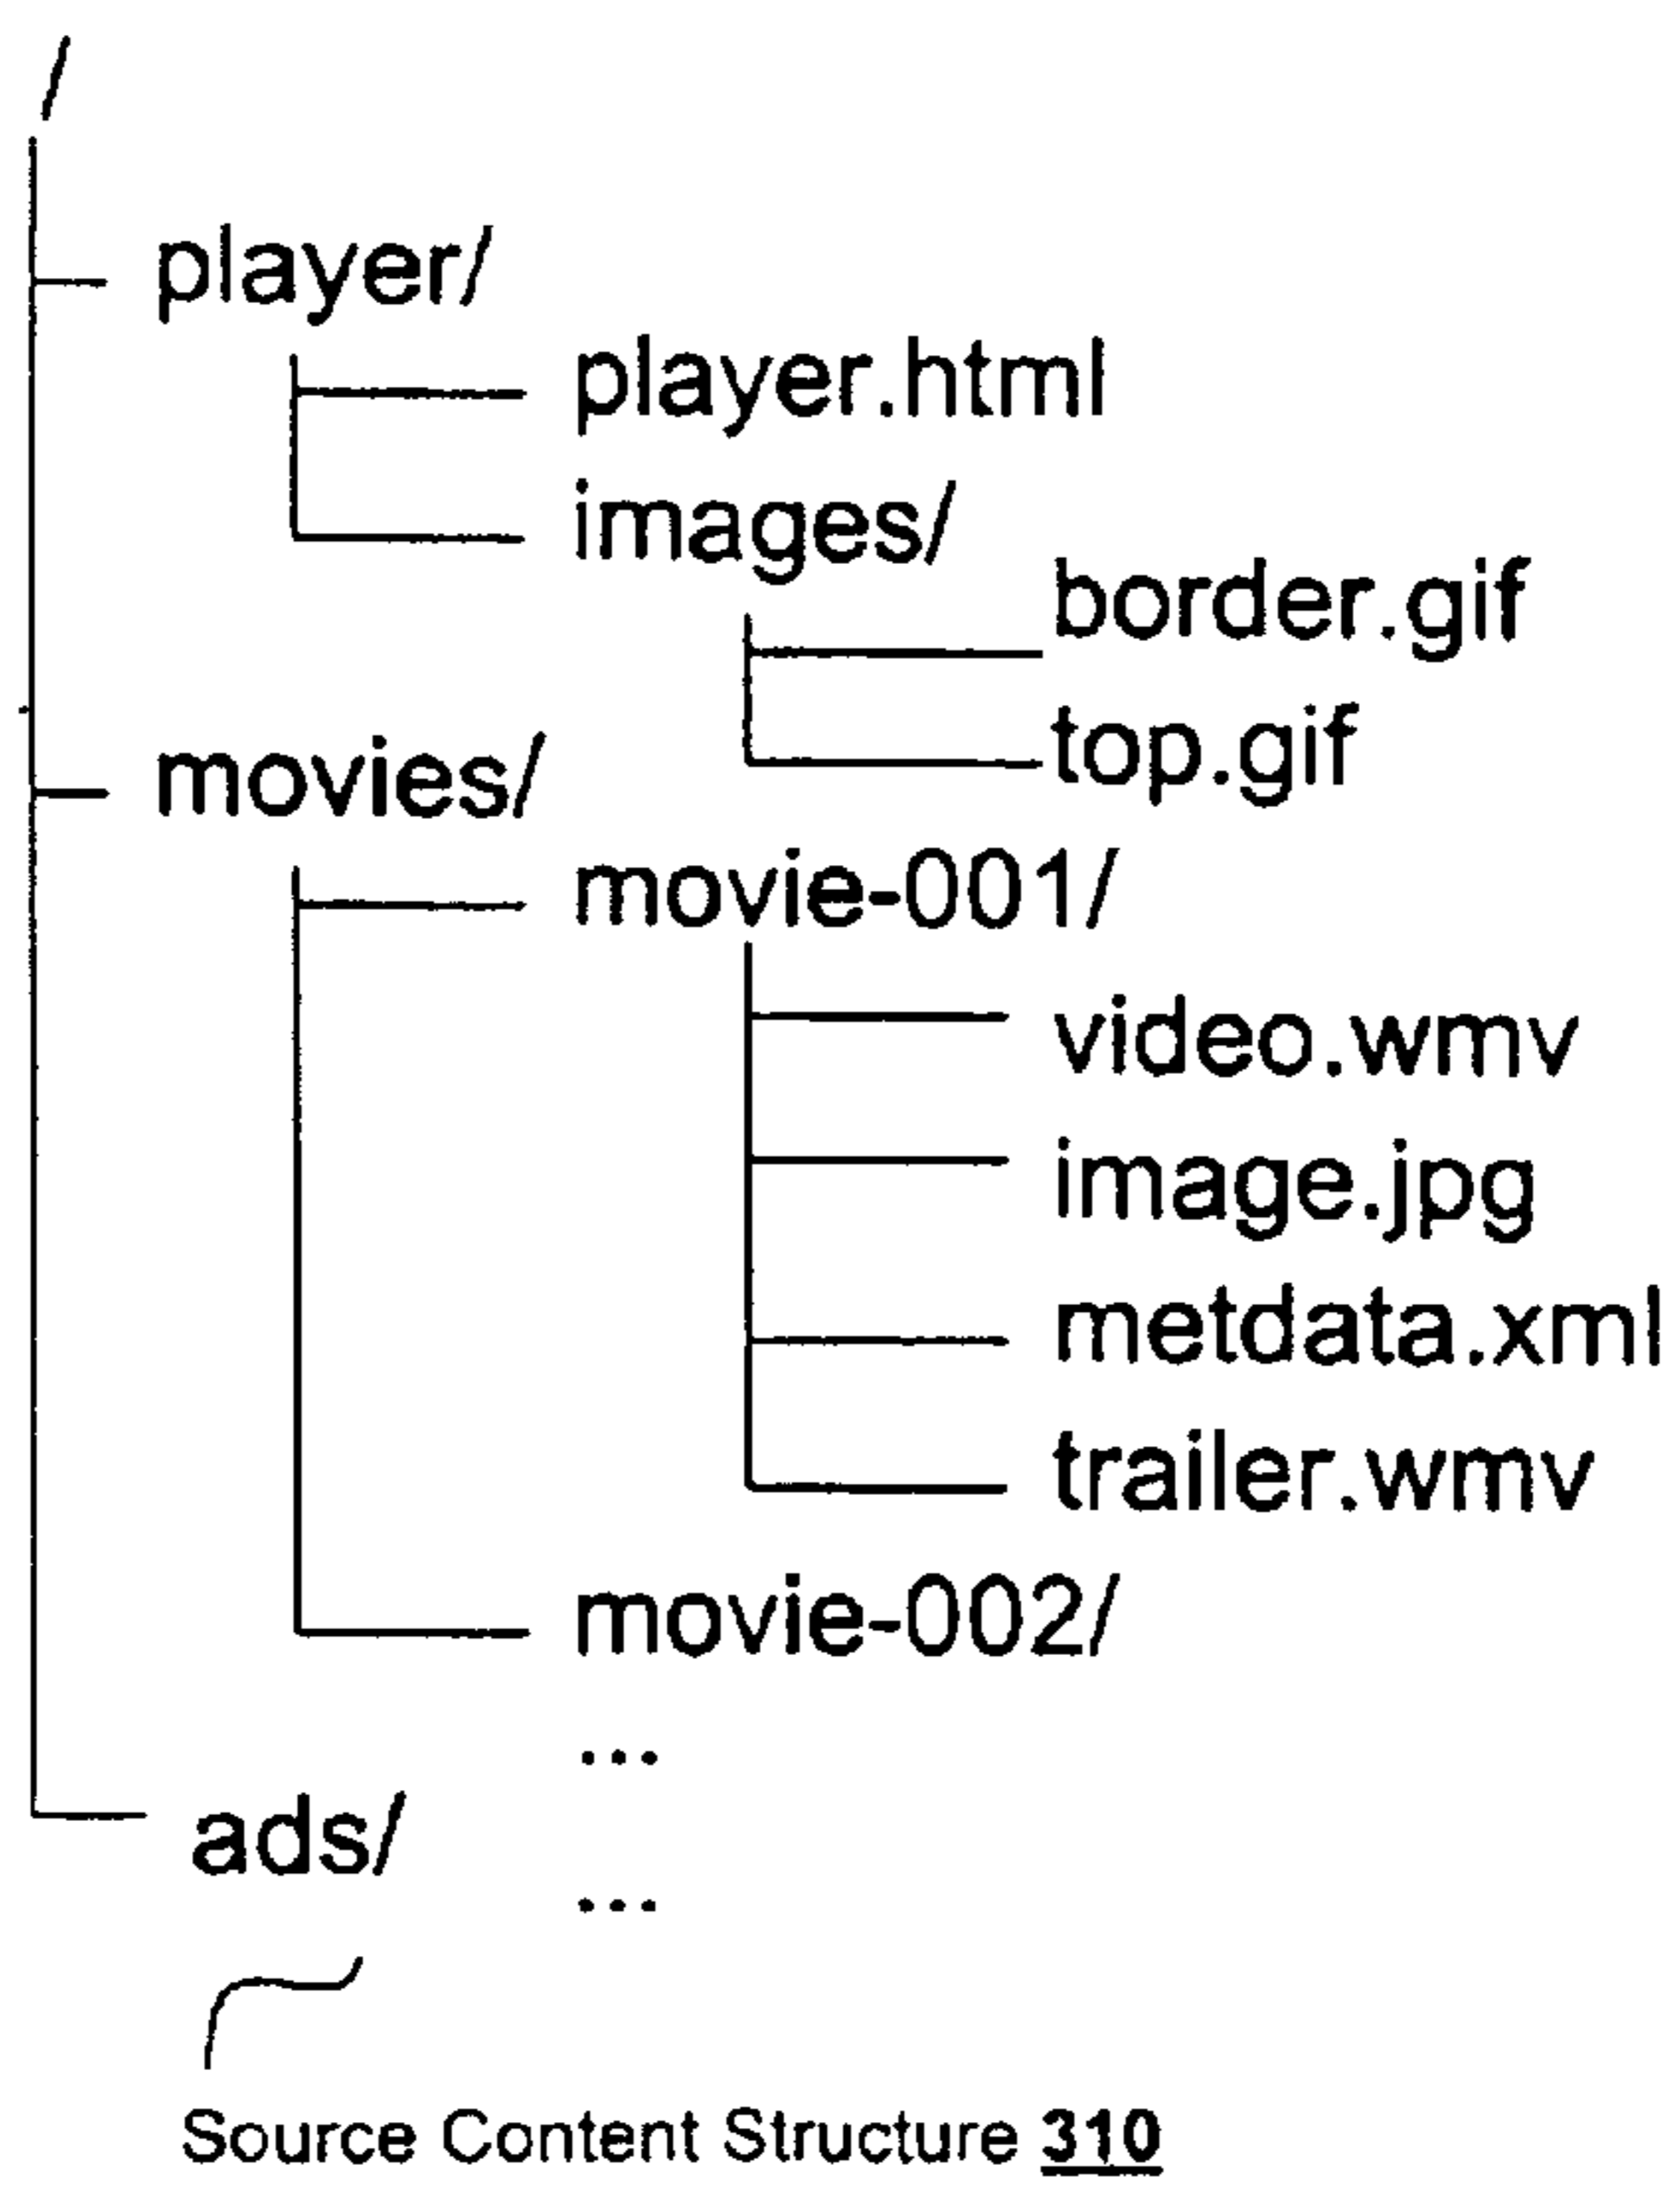 /
player/
player.html
images/
border.gif
top.gif
movies/
movie-001/
video.wmv
image.jpg
metdata.xml
trailer.wmv
movie-002/
...
ads/
...
Source Content Structure 310